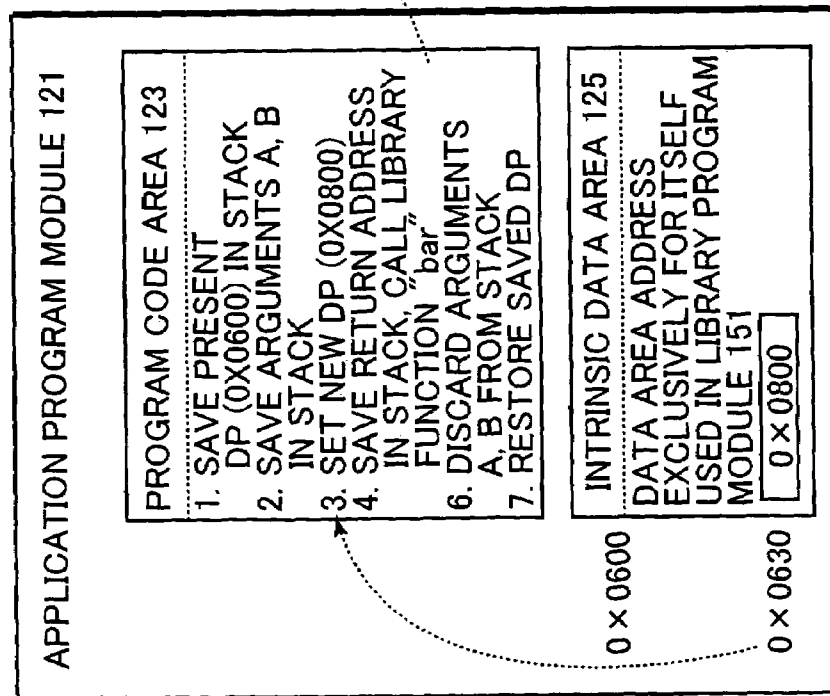 APPLICATION PROGRAM MODULE 121
PROGRAM CODE AREA 123
1. SAVE PRESENT
DP (0X0600) IN STACK
2. SAVE ARGUMENTS A, B
IN STACK
3. SET NEW DP (0X0800)
4. SAVE RETURN ADDRESS
IN STACK, CALL LIBRARY
FUNCTION "bar"
6. DISCARD ARGUMENTS
A, B FROM STACK
7. RESTORE SAVED DP
0×0600
INTRINSIC DATA AREA 125
DATA AREA ADDRESS
EXCLUSIVELY FOR ITSELF
USED IN LIBRARY PROGRAM
MODULE 151
0×0630
0×0800